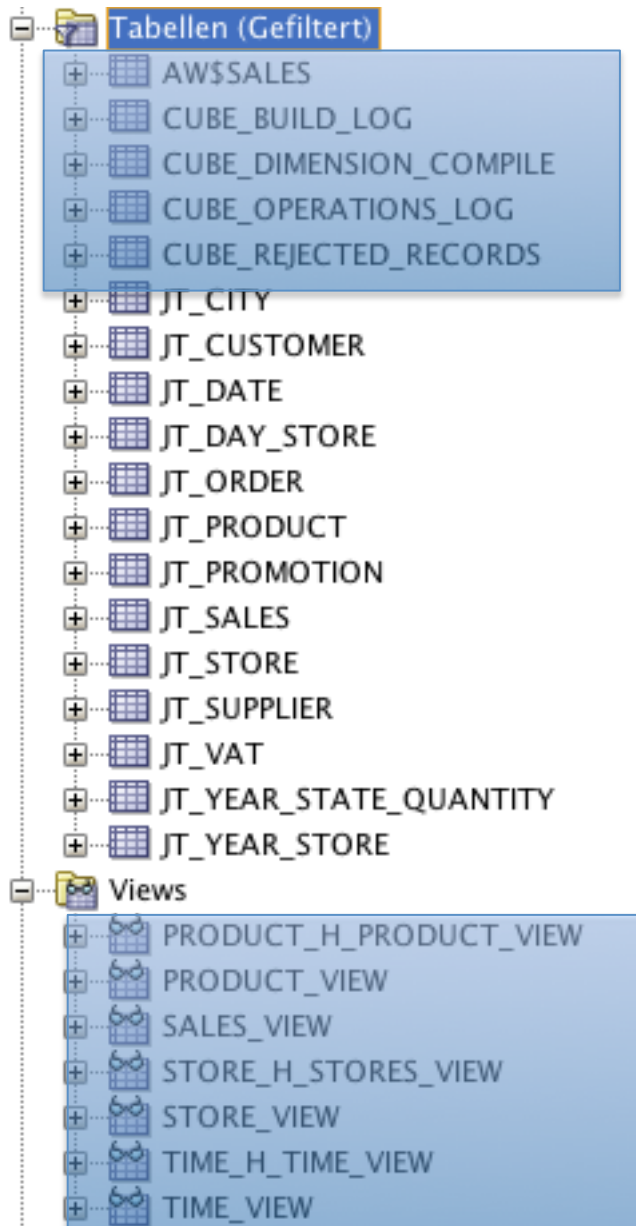 Tabellen (Gefiltert)
AW$SALES
CUBE_BUILD_LOG
CUBE_DIMENSION_COMPILE
CUBE_OPERATIONS_LOG
CUBE_REJECTED_RECORDS
JT_CITY
JT_CUSTOMER
JT_DATE
JT_DAY_STORE
JT_ORDER
JT_PRODUCT
JT_PROMOTION
JT_SALES
JT_STORE
JT_SUPPLIER
JT_VAT
JT_YEAR_STATE_QUANTITY
JT_YEAR_STORE
Views
PRODUCT_H_PRODUCT_VIEW
PRODUCT_VIEW
SALES_VIEW
STORE_H_STORES_VIEW
STORE_VIEW
TIME_H_TIME_VIEW
TIME_VIEW